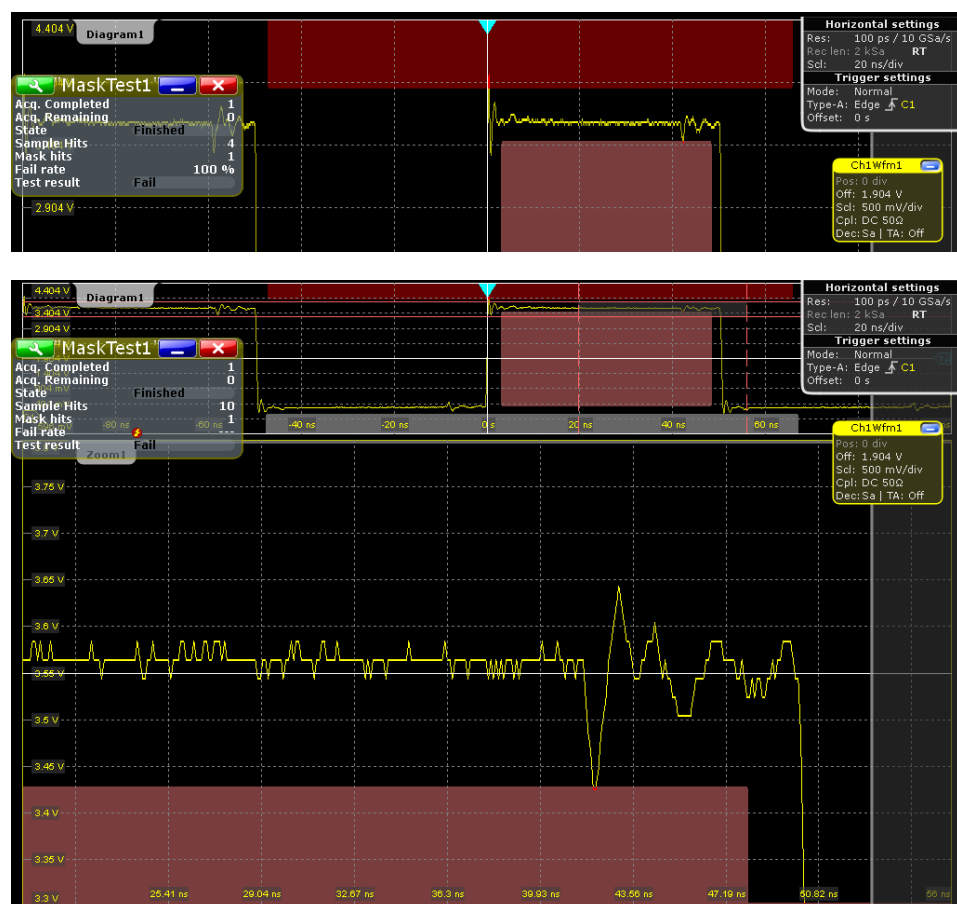 4.404 V
Diagram1
Horizontal settings
Res: 100 ps / 10 GSa/s
Rec len: 2 kSa RT
Scl: 20 ns/div
Trigger settings
Mode: Normal
Type-A: Edge C1
Offset: 0 s
MaskTest1
Acq. Completed 1
Acq. Remaining 0
State Finished
Sample Hits 4
Mask hits 1
Fail rate 100 %
Test result Fail
2.904 V
Ch1Wfm1
Pos: 0 div
Off: 1.904 V
Scl: 500 mV/div
Cpl: DC 50Ω
Dec: Sa | TA: Off
4.404 V
Diagram1
3.404 V
2.904 V
Horizontal settings
Res: 100 ps / 10 GSa/s
Rec len: 2 kSa RT
Scl: 20 ns/div
Trigger settings
Mode: Normal
Type-A: Edge C1
Offset: 0 s
MaskTest1
Acq. Completed 1
Acq. Remaining 0
State Finished
Sample Hits 10
Mask hits 1
Fail rate ---
Test result Fail
-80 ns -60 ns -40 ns -20 ns 0 s 20 ns 40 ns 60 ns
Ch1Wfm1
Pos: 0 div
Off: 1.904 V
Scl: 500 mV/div
Cpl: DC 50Ω
Dec: Sa | TA: Off
Zoom1
3.75 V
3.7 V
3.65 V
3.6 V
3.55 V
3.5 V
3.45 V
3.4 V
3.35 V
3.3 V
25.41 ns 29.04 ns 32.67 ns 36.3 ns 39.93 ns 43.56 ns 47.19 ns 50.82 ns 56 ns